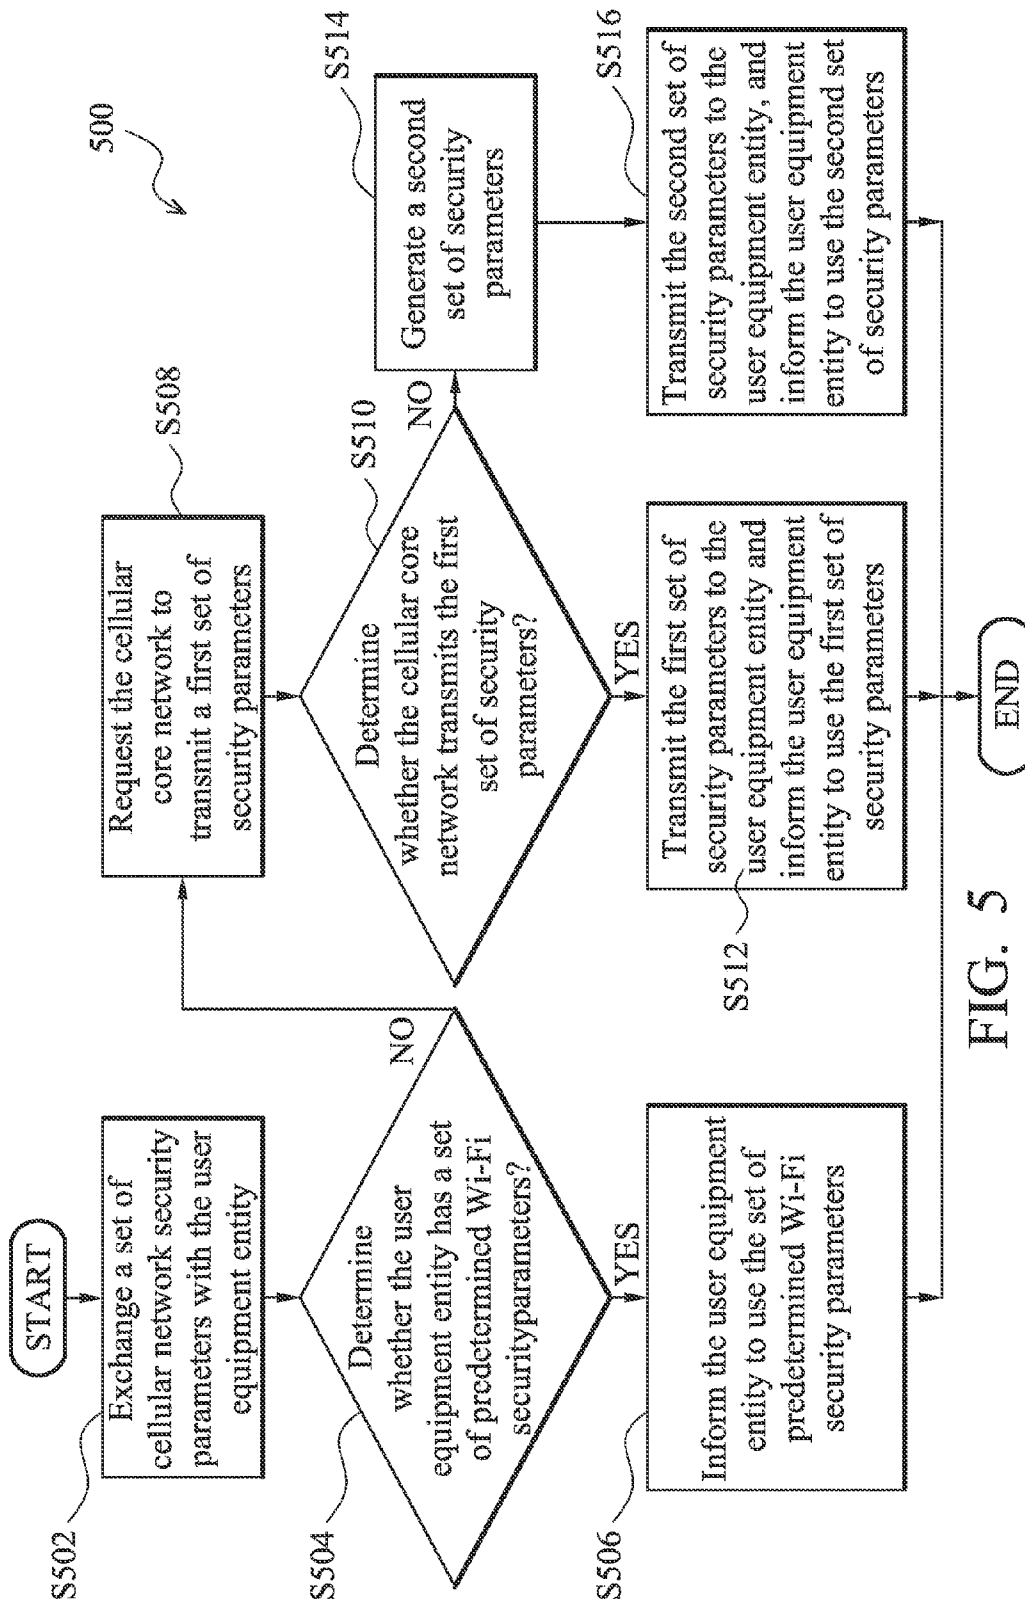 500
START
S502
Exchange a set of
cellular network security
parameters with the user
equipment entity
S504
Determine
whether the user
equipment entity has a set
of predetermined Wi-Fi
securityparameters?
NO
YES
S506
Inform the user equipment
entity to use the set of
predetermined Wi-Fi
security parameters
S508
Request the cellular
core network to
transmit a first set of
security parameters
S510
Determine
whether the cellular core
network transmits the first
set of security
parameters?
NO
YES
S512
Transmit the first set of
security parameters to the
user equipment entity and
inform the user equipment
entity to use the first set of
security parameters
S514
Generate a second
set of security
parameters
S516
Transmit the second set of
security parameters to the
user equipment entity, and
inform the user equipment
entity to use the second set
of security parameters
END
FIG. 5